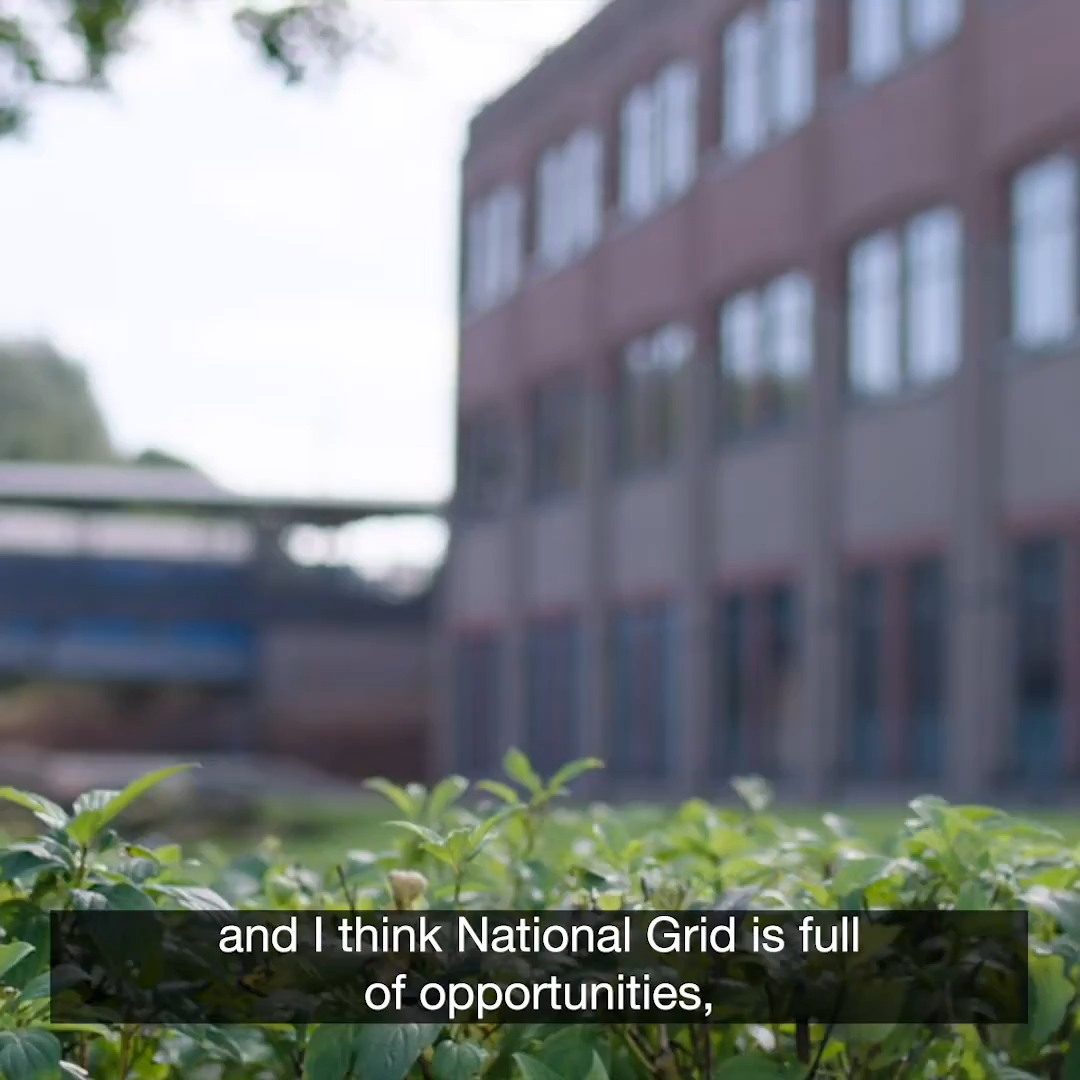 and I think National Grid is full
of opportunities,